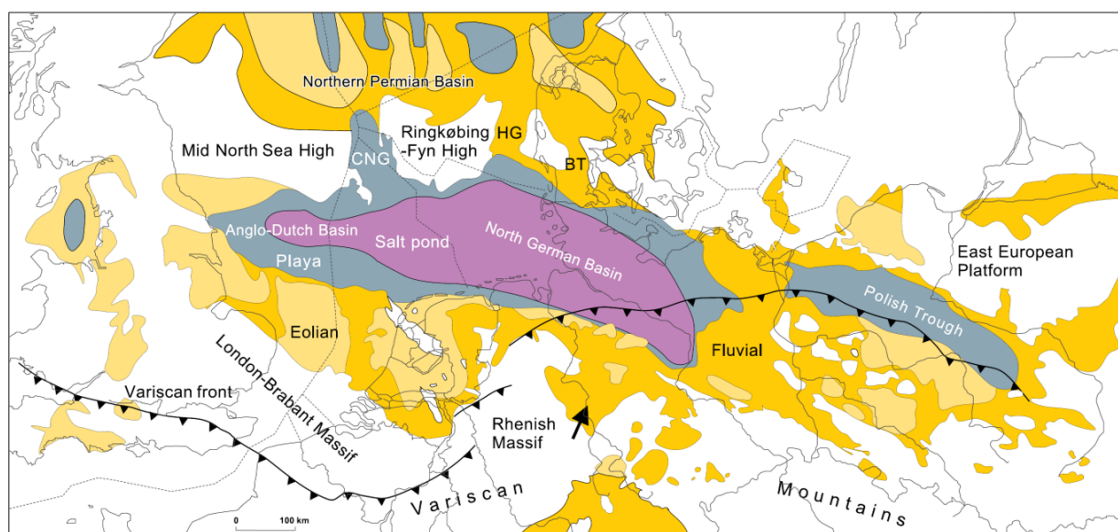 Northern Permian Basin
Ringkøbing
-Fyn High
HG
Mid North Sea High
CNG
BT
Anglo-Dutch Basin
Salt pond
North German Basin
East European
Platform
Playa
Polish Trough
Eolian
Fluvial
London-Brabant Massif
Variscan front
Rhenish
Massif
Variscan
Mountains
0 100 km